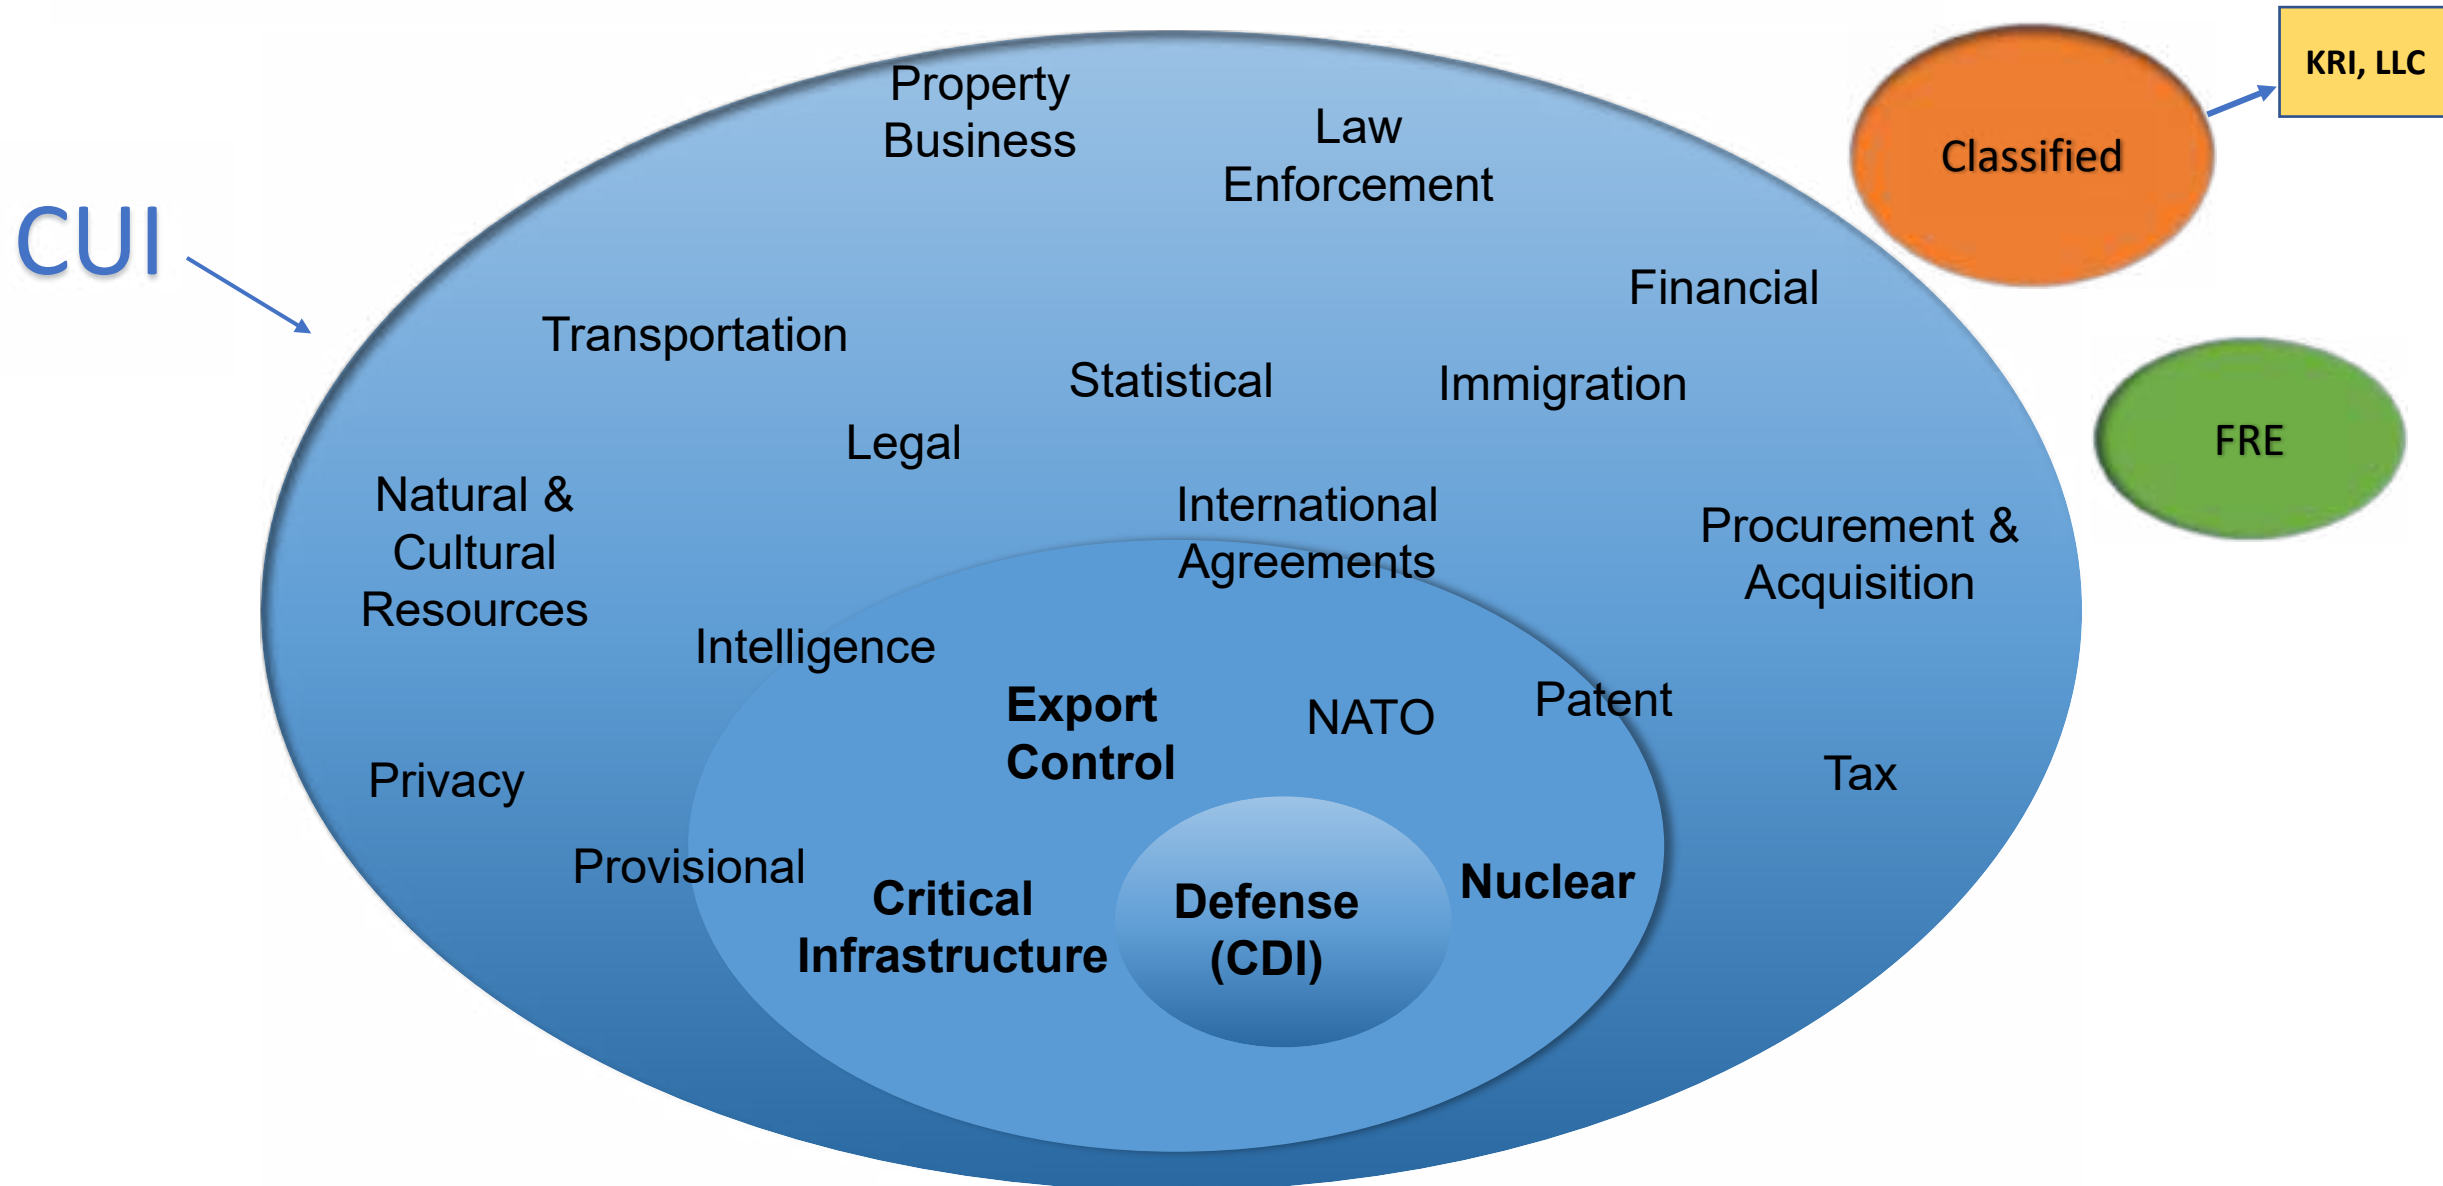 KRI, LLC
Property
Business
Law
Enforcement
Classified
CUI
Financial
Transportation
Statistical
Immigration
Legal
FRE
Natural &
Cultural
Resources
International
Agreements
Procurement &
Acquisition
Intelligence
Export
Control
NATO
Patent
Privacy
Tax
Provisional
Critical
Infrastructure
Defense
(CDI)
Nuclear